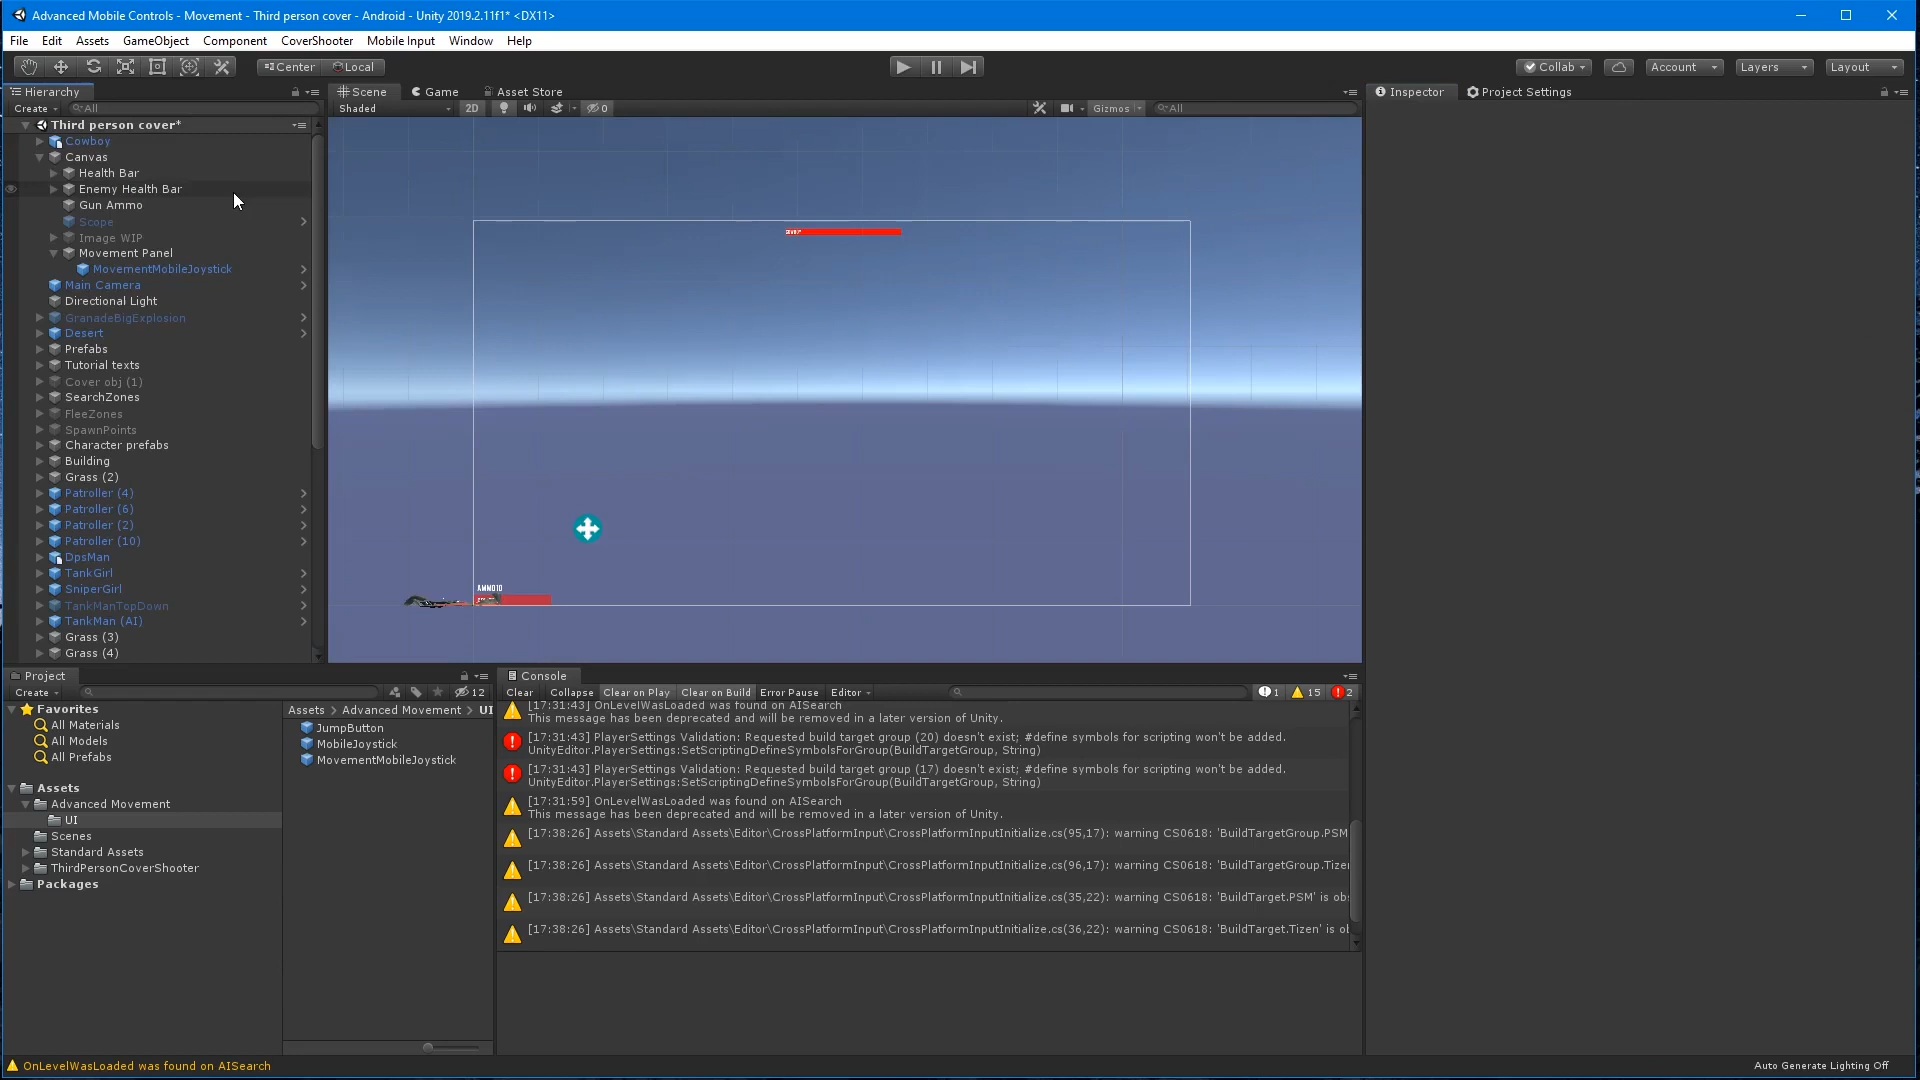 Advanced Mobile Controls - Movement - Third person cover - Android - Unity 2019.2.11f1* <DX11>
File Edit Assets GameObject Component CoverShooter Mobile Input Window Help
Center Local Collab Account Layers Layout
Hierarchy
Create All
Third person cover*
Cowboy
Canvas
Health Bar
Enemy Health Bar
Gun Ammo
Scope
Image WIP
Movement Panel
MovementMobileJoystick
Main Camera
Directional Light
GranadeBigExplosion
Desert
Prefabs
Tutorial texts
Cover obj (1)
SearchZones
FleeZones
SpawnPoints
Character prefabs
Building
Grass (2)
Patroller (4)
Patroller (6)
Patroller (2)
Patroller (10)
DpsMan
TankGirl
SniperGirl
TankManTopDown
TankMan (AI)
Grass (3)
Grass (4)
Scene Game Asset Store
Shaded 2D 0 Gizmos All
AMMO10
Inspector Project Settings
Project
Create 12
Favorites
All Materials
All Models
All Prefabs
Assets
Advanced Movement
UI
Scenes
Standard Assets
ThirdPersonCoverShooter
Packages
Assets > Advanced Movement > UI
JumpButton
MobileJoystick
MovementMobileJoystick
Console
Clear Collapse Clear on Play Clear on Build Error Pause Editor 1 15 2
[17:31:43] OnLevelWasLoaded was found on AISearch
This message has been deprecated and will be removed in a later version of Unity.
[17:31:43] PlayerSettings Validation: Requested build target group (20) doesn't exist; #define symbols for scripting won't be added.
UnityEditor.PlayerSettings:SetScriptingDefineSymbolsForGroup(BuildTargetGroup, String)
[17:31:43] PlayerSettings Validation: Requested build target group (17) doesn't exist; #define symbols for scripting won't be added.
UnityEditor.PlayerSettings:SetScriptingDefineSymbolsForGroup(BuildTargetGroup, String)
[17:31:59] OnLevelWasLoaded was found on AISearch
This message has been deprecated and will be removed in a later version of Unity.
[17:38:26] Assets\Standard Assets\Editor\CrossPlatformInput\CrossPlatformInputInitialize.cs(95,17): warning CS0618: 'BuildTargetGroup.PSM
[17:38:26] Assets\Standard Assets\Editor\CrossPlatformInput\CrossPlatformInputInitialize.cs(96,17): warning CS0618: 'BuildTargetGroup.Tizen
[17:38:26] Assets\Standard Assets\Editor\CrossPlatformInput\CrossPlatformInputInitialize.cs(35,22): warning CS0618: 'BuildTarget.PSM' is ob
[17:38:26] Assets\Standard Assets\Editor\CrossPlatformInput\CrossPlatformInputInitialize.cs(36,22): warning CS0618: 'BuildTarget.Tizen' is o
OnLevelWasLoaded was found on AISearch
Auto Generate Lighting Off